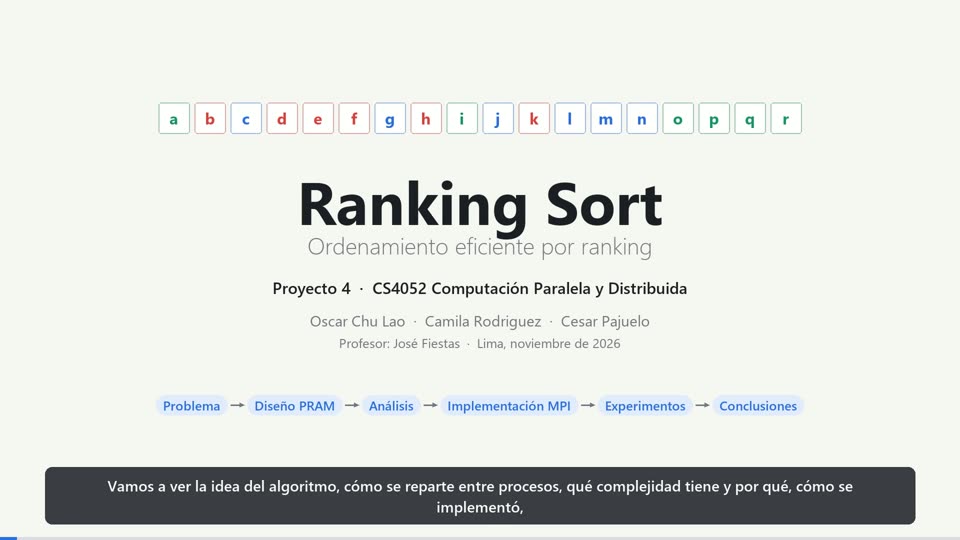 a b c d e f g h i j k l m n o p q r
Ranking Sort
Ordenamiento eficiente por ranking
Proyecto 4 · CS4052 Computación Paralela y Distribuida
Oscar Chu Lao · Camila Rodriguez · Cesar Pajuelo
Profesor: José Fiestas · Lima, noviembre de 2026
Problema → Diseño PRAM → Análisis → Implementación MPI → Experimentos → Conclusiones
Vamos a ver la idea del algoritmo, cómo se reparte entre procesos, qué complejidad tiene y por qué, cómo se
implementó,